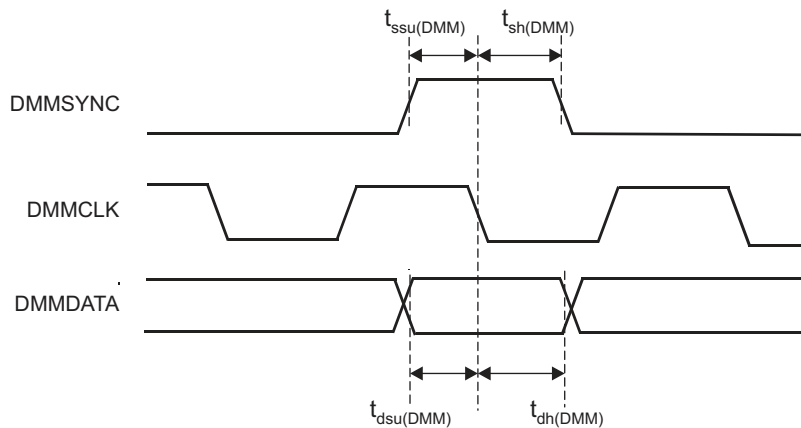 tssu(DMM) tsh(DMM)
DMMSYNC
DMMCLK
DMMDATA
tdsu(DMM) tdh(DMM)